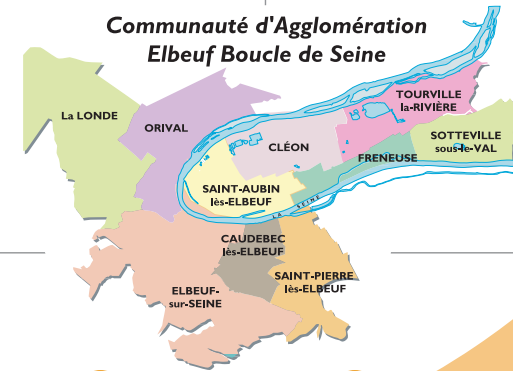 Communauté d'Agglomération
Elbeuf Boucle de Seine
TOURVILLE
la-RIVIÈRE
La LONDE
ORIVAL
SOTTEVILLE
sous-le-VAL
CLÉON
FRENEUSE
SAINT-AUBIN
lès-ELBEUF
LA SEINE
CAUDEBEC
lès-ELBEUF
SAINT-PIERRE
lès-ELBEUF
ELBEUF-
sur-SEINE